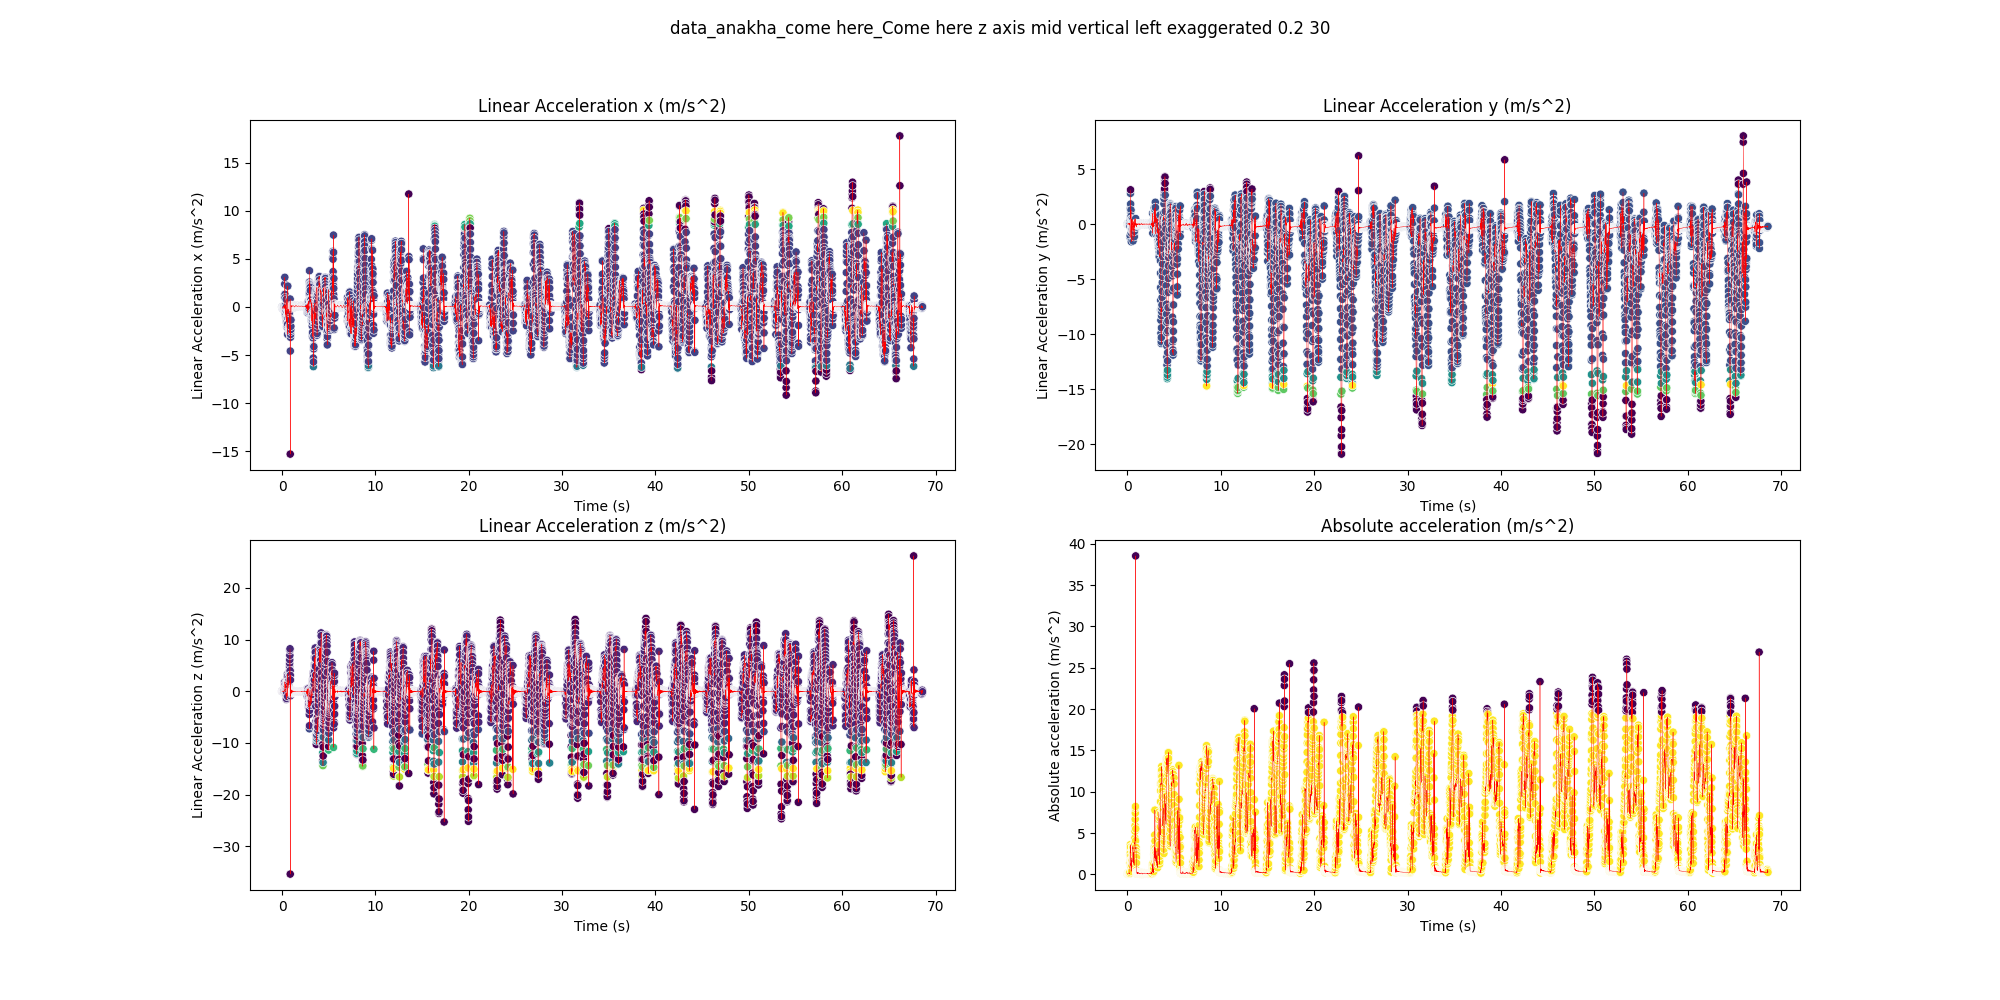 data_anakha_come here_Come here z axis mid vertical left exaggerated 0.2 30
Linear Acceleration x (m/s^2)
Linear Acceleration x (m/s^2)
15
10
5
0
−5
−10
−15
0 10 20 30 40 50 60 70
Time (s)
Linear Acceleration y (m/s^2)
Linear Acceleration y (m/s^2)
5
0
−5
−10
−15
−20
0 10 20 30 40 50 60 70
Time (s)
Linear Acceleration z (m/s^2)
Linear Acceleration z (m/s^2)
20
10
0
−10
−20
−30
0 10 20 30 40 50 60 70
Time (s)
Absolute acceleration (m/s^2)
Absolute acceleration (m/s^2)
40
35
30
25
20
15
10
5
0
0 10 20 30 40 50 60 70
Time (s)